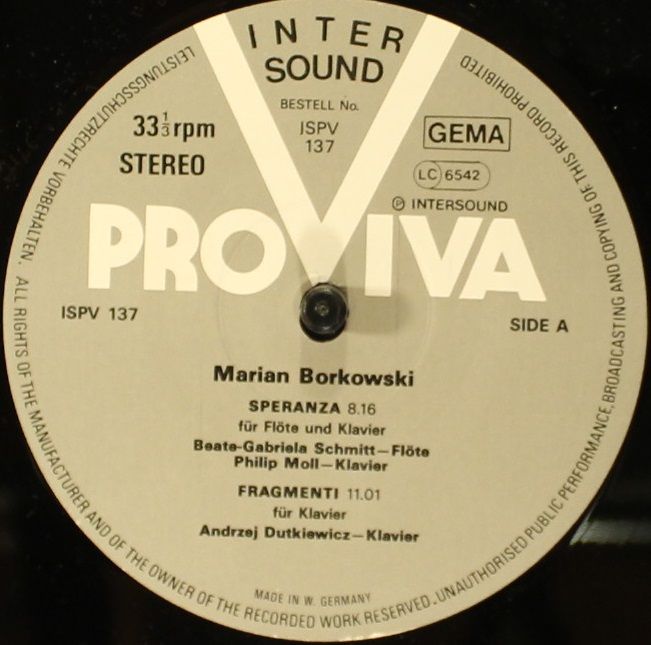 INTER
SOUND
BESTELL No.
ISPV
137
33 1/3 rpm
STEREO
GEMA
LC 6542
Ⓟ INTERSOUND
PROVIVA
ISPV 137
SIDE A
Marian Borkowski
SPERANZA 8.16
für Flöte und Klavier
Beate-Gabriela Schmitt—Flöte
Philip Moll—Klavier
FRAGMENTI 11.01
für Klavier
Andrzej Dutkiewicz—Klavier
MADE IN W. GERMANY
LEISTUNGSSCHUTZRECHTE VORBEHALTEN. ALL RIGHTS OF THE MANUFACTURER AND OF THE OWNER OF THE RECORDED WORK RESERVED. UNAUTHORISED PUBLIC PERFORMANCE, BROADCASTING AND COPYING OF THIS RECORD PROHIBITED